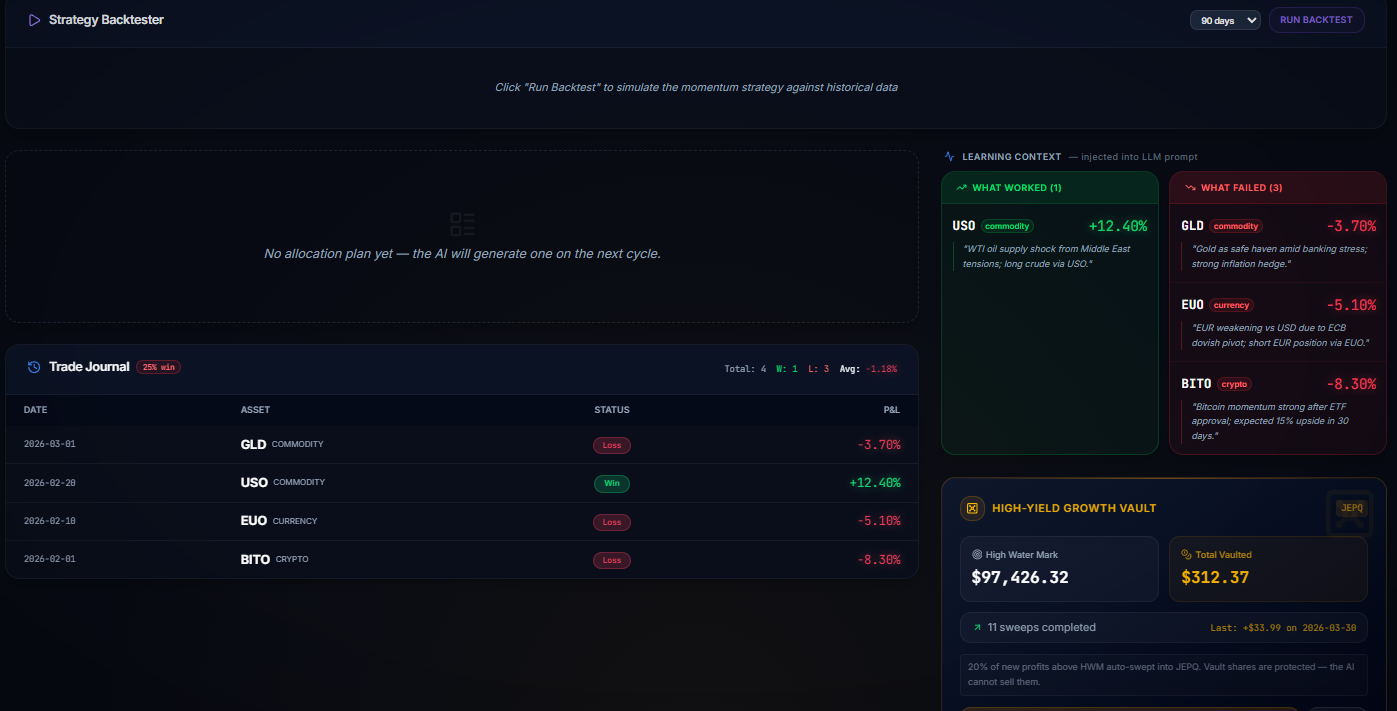 Strategy Backtester
90 days
RUN BACKTEST
Click "Run Backtest" to simulate the momentum strategy against historical data
No allocation plan yet — the AI will generate one on the next cycle.
Trade Journal 25% win
Total: 4 W: 1 L: 3 Avg: -1.18%
DATE ASSET STATUS P&L
2026-03-01 GLD COMMODITY Loss -3.70%
2026-02-20 USO COMMODITY Win +12.40%
2026-02-10 EUO CURRENCY Loss -5.10%
2026-02-01 BITO CRYPTO Loss -8.30%
LEARNING CONTEXT — injected into LLM prompt
WHAT WORKED (1)
USO commodity +12.40%
"WTI oil supply shock from Middle East
tensions; long crude via USO."
WHAT FAILED (3)
GLD commodity -3.70%
"Gold as safe haven amid banking stress;
strong inflation hedge."
EUO currency -5.10%
"EUR weakening vs USD due to ECB
dovish pivot; short EUR position via EUO."
BITO crypto -8.30%
"Bitcoin momentum strong after ETF
approval; expected 15% upside in 30
days."
HIGH-YIELD GROWTH VAULT
JEPQ
High Water Mark
$97,426.32
Total Vaulted
$312.37
11 sweeps completed
Last: +$33.99 on 2026-03-30
20% of new profits above HWM auto-swept into JEPQ. Vault shares are protected — the AI
cannot sell them.